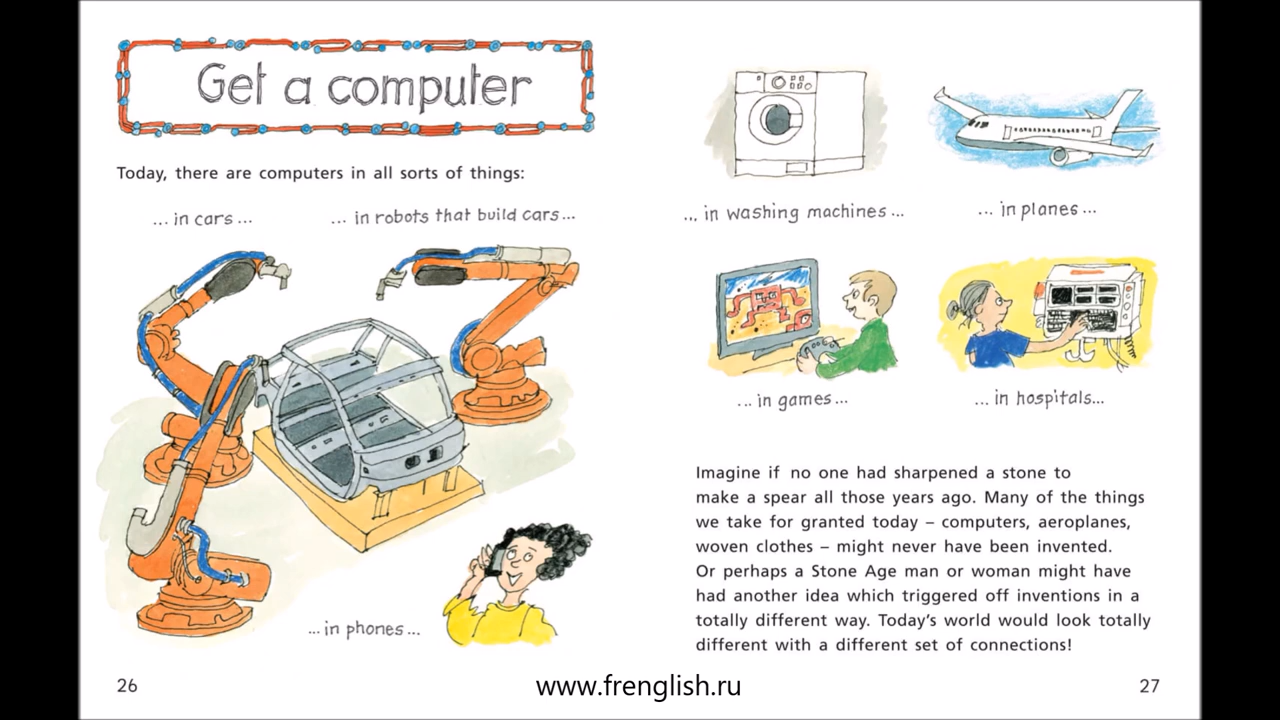 Get a computer
Today, there are computers in all sorts of things:
... in cars ...
... in robots that build cars...
...in phones...
26
... in washing machines ...
... in planes ...
... in games...
... in hospitals...
Imagine if no one had sharpened a stone to
make a spear all those years ago. Many of the things
we take for granted today – computers, aeroplanes,
woven clothes – might never have been invented.
Or perhaps a Stone Age man or woman might have
had another idea which triggered off inventions in a
totally different way. Today's world would look totally
different with a different set of connections!
27
www.frenglish.ru